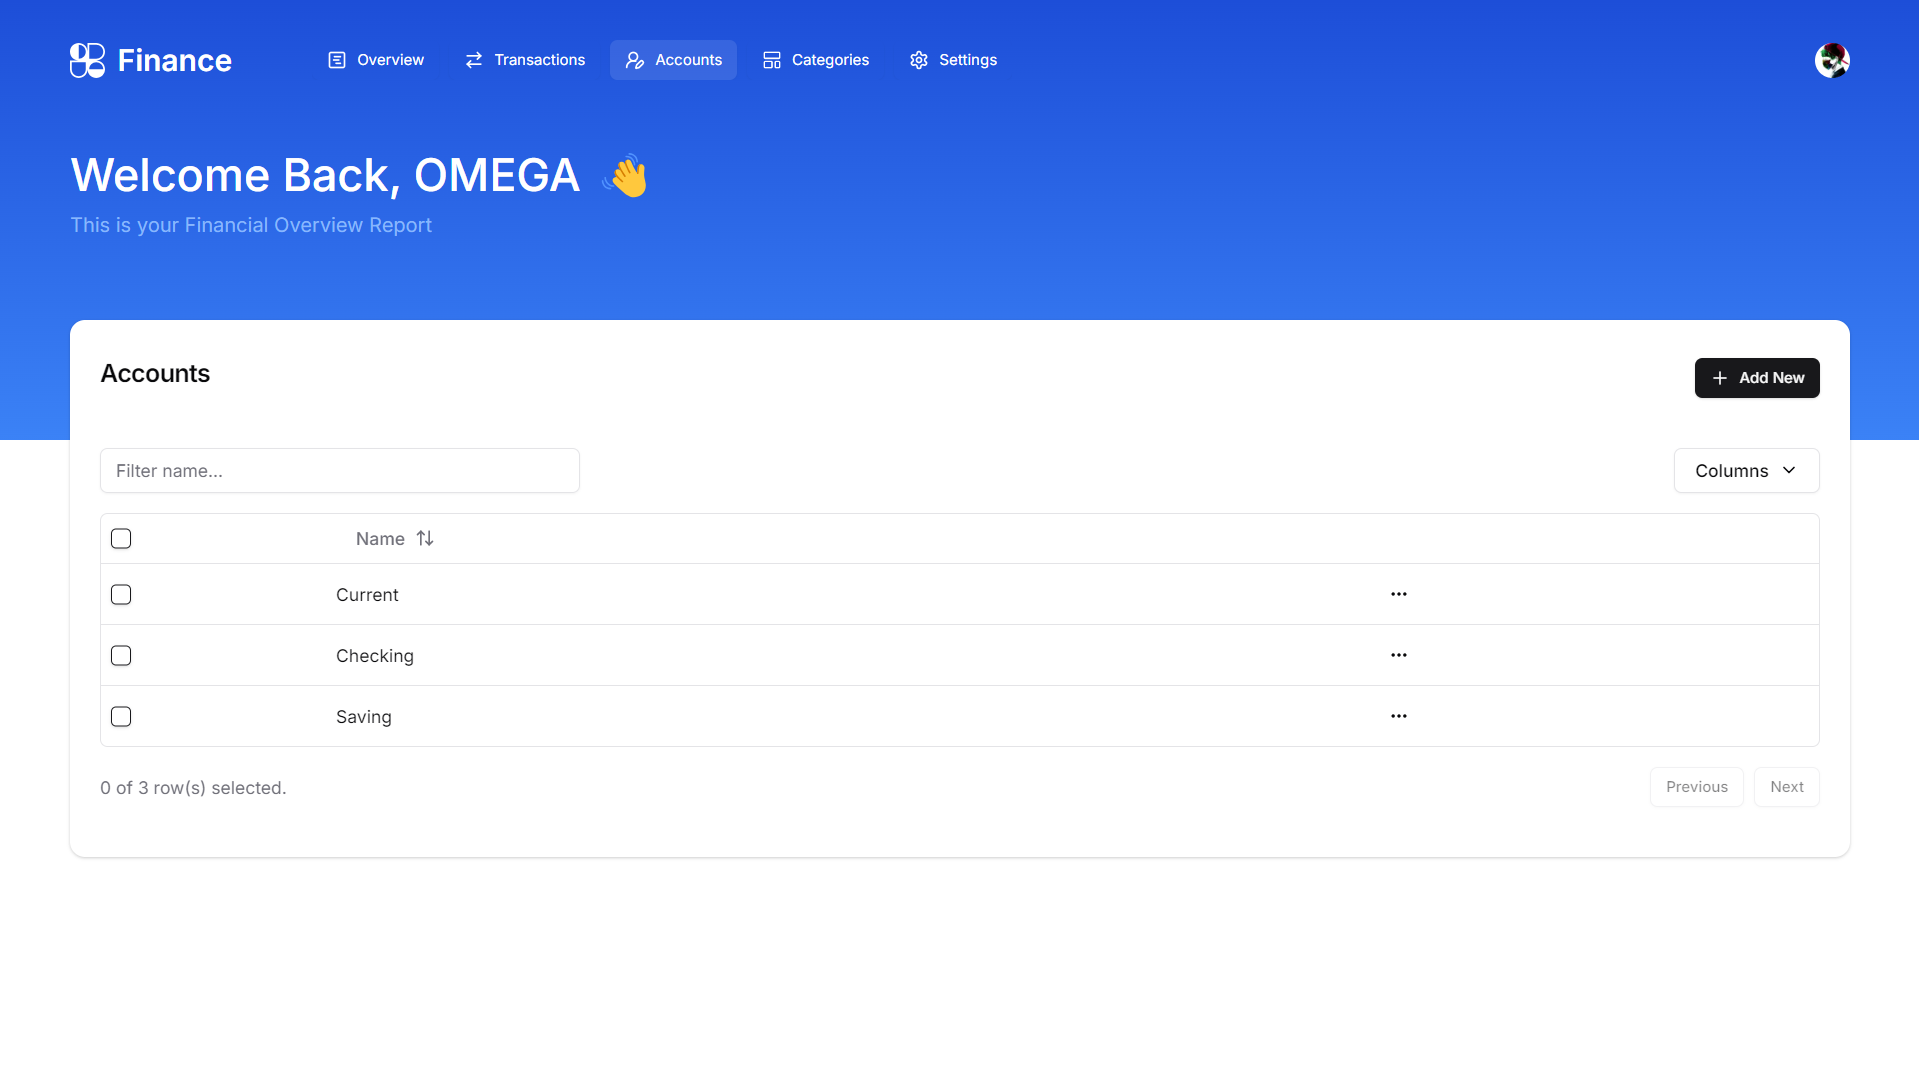 Finance
Overview
Transactions
Accounts
Categories
Settings
Welcome Back, OMEGA 👋
This is your Financial Overview Report
Accounts
Add New
Filter name...
Columns
Name
Current
Checking
Saving
0 of 3 row(s) selected.
Previous
Next